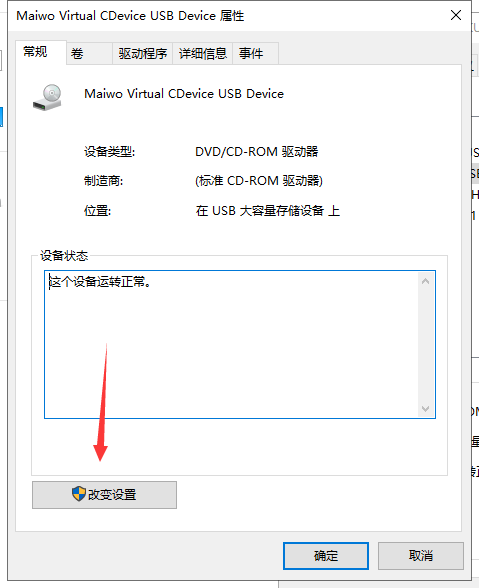 Maiwo Virtual CDevice USB Device 属性
常规 卷 驱动程序 详细信息 事件
Maiwo Virtual CDevice USB Device
设备类型: DVD/CD-ROM 驱动器
制造商: (标准 CD-ROM 驱动器)
位置: 在 USB 大容量存储设备 上
设备状态
这个设备运转正常。
改变设置
确定 取消